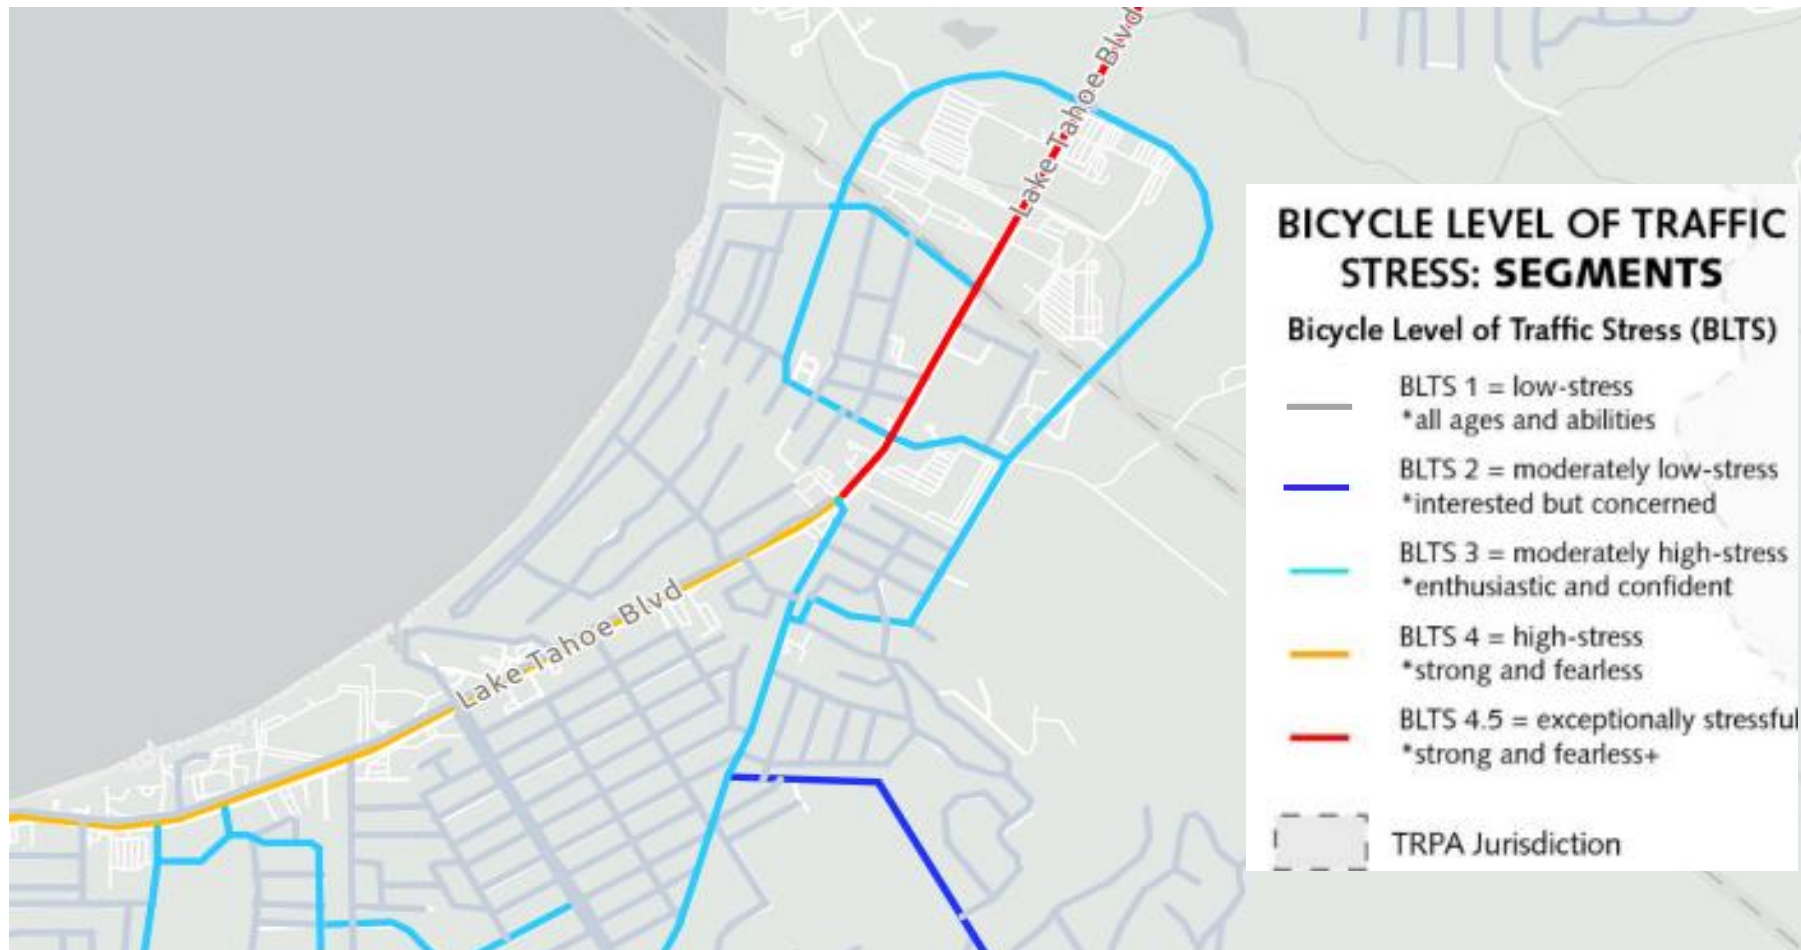 Lake Tahoe Blvd
Lake Tahoe Blvd
BICYCLE LEVEL OF TRAFFIC
STRESS: SEGMENTS
Bicycle Level of Traffic Stress (BLTS)
BLTS 1 = low-stress
*all ages and abilities
BLTS 2 = moderately low-stress
*interested but concerned
BLTS 3 = moderately high-stress
*enthusiastic and confident
BLTS 4 = high-stress
*strong and fearless
BLTS 4.5 = exceptionally stressful
*strong and fearless+
TRPA Jurisdiction